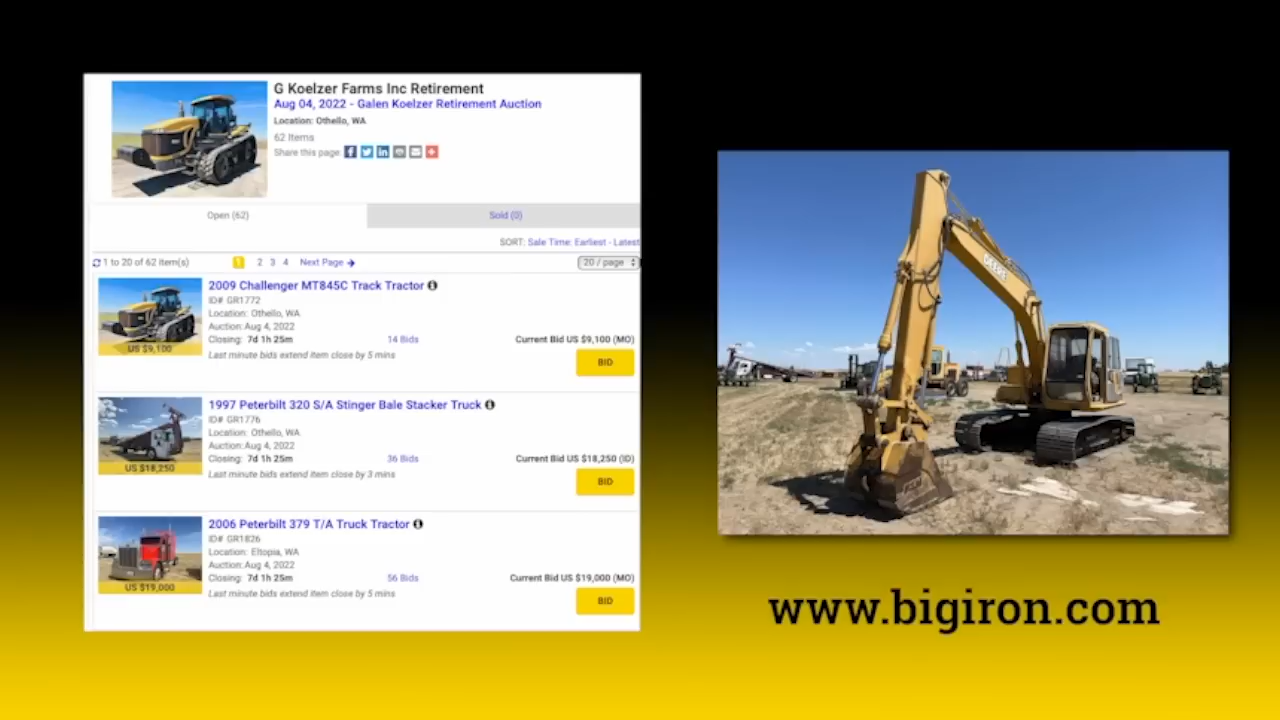 G Koelzer Farms Inc Retirement
Aug 04, 2022 - Galen Koelzer Retirement Auction
Location: Othello, WA
62 Items
Share this page:
Open (62)
Sold (0)
SORT: Sale Time: Earliest - Latest
1 to 20 of 62 item(s)
1 2 3 4 Next Page
20 / page
2009 Challenger MT845C Track Tractor
ID# GR1772
Location: Othello, WA
Auction: Aug 4, 2022
Closing: 7d 1h 25m
14 Bids
Current Bid US $9,100 (MO)
US $9,100
Last minute bids extend item close by 5 mins
BID
1997 Peterbilt 320 S/A Stinger Bale Stacker Truck
ID# GR1776
Location: Othello, WA
Auction: Aug 4, 2022
Closing: 7d 1h 25m
36 Bids
Current Bid US $18,250 (ID)
US $18,250
Last minute bids extend item close by 3 mins
BID
2006 Peterbilt 379 T/A Truck Tractor
ID# GR1826
Location: Eltopia, WA
Auction: Aug 4, 2022
Closing: 7d 1h 25m
56 Bids
Current Bid US $19,000 (MO)
US $19,000
Last minute bids extend item close by 5 mins
BID
DEERE
www.bigiron.com